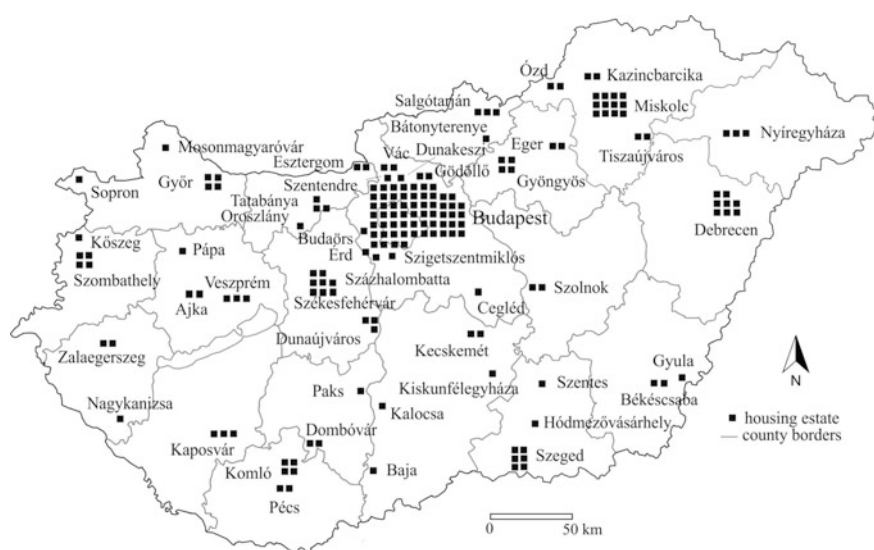 Ózd
Kazincbarcika
Salgótarján
Miskolc
Bátonyterenye
Dunakeszi
Nyíregyháza
Mosonmagyaróvár
Eger
Vác
Tiszaújváros
Esztergom
Gödöllő
Szentendre
Gyöngyös
Sopron
Győr
Tatabánya
Oroszlány
Budapest
Debrecen
Kőszeg
Budaörs
Pápa
Érd
Szigetszentmiklós
Szombathely
Veszprém
Százhalombatta
Szolnok
Ajka
Székesfehérvár
Cegléd
Dunaújváros
Zalaegerszeg
Kecskemét
Gyula
N
Paks
Kiskunfélegyháza
Szentes
Békéscsaba
Nagykanizsa
Kalocsa
housing estate
Hódmezővásárhely
county borders
Dombóvár
Kaposvár
Szeged
Komló
Baja
Pécs
0 50 km